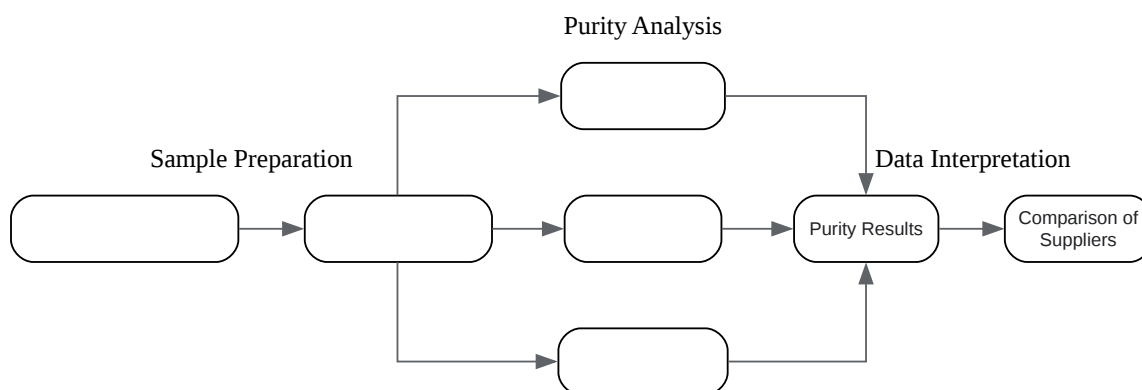 Purity Analysis
Sample Preparation
Data Interpretation
Purity Results
Comparison of
Suppliers